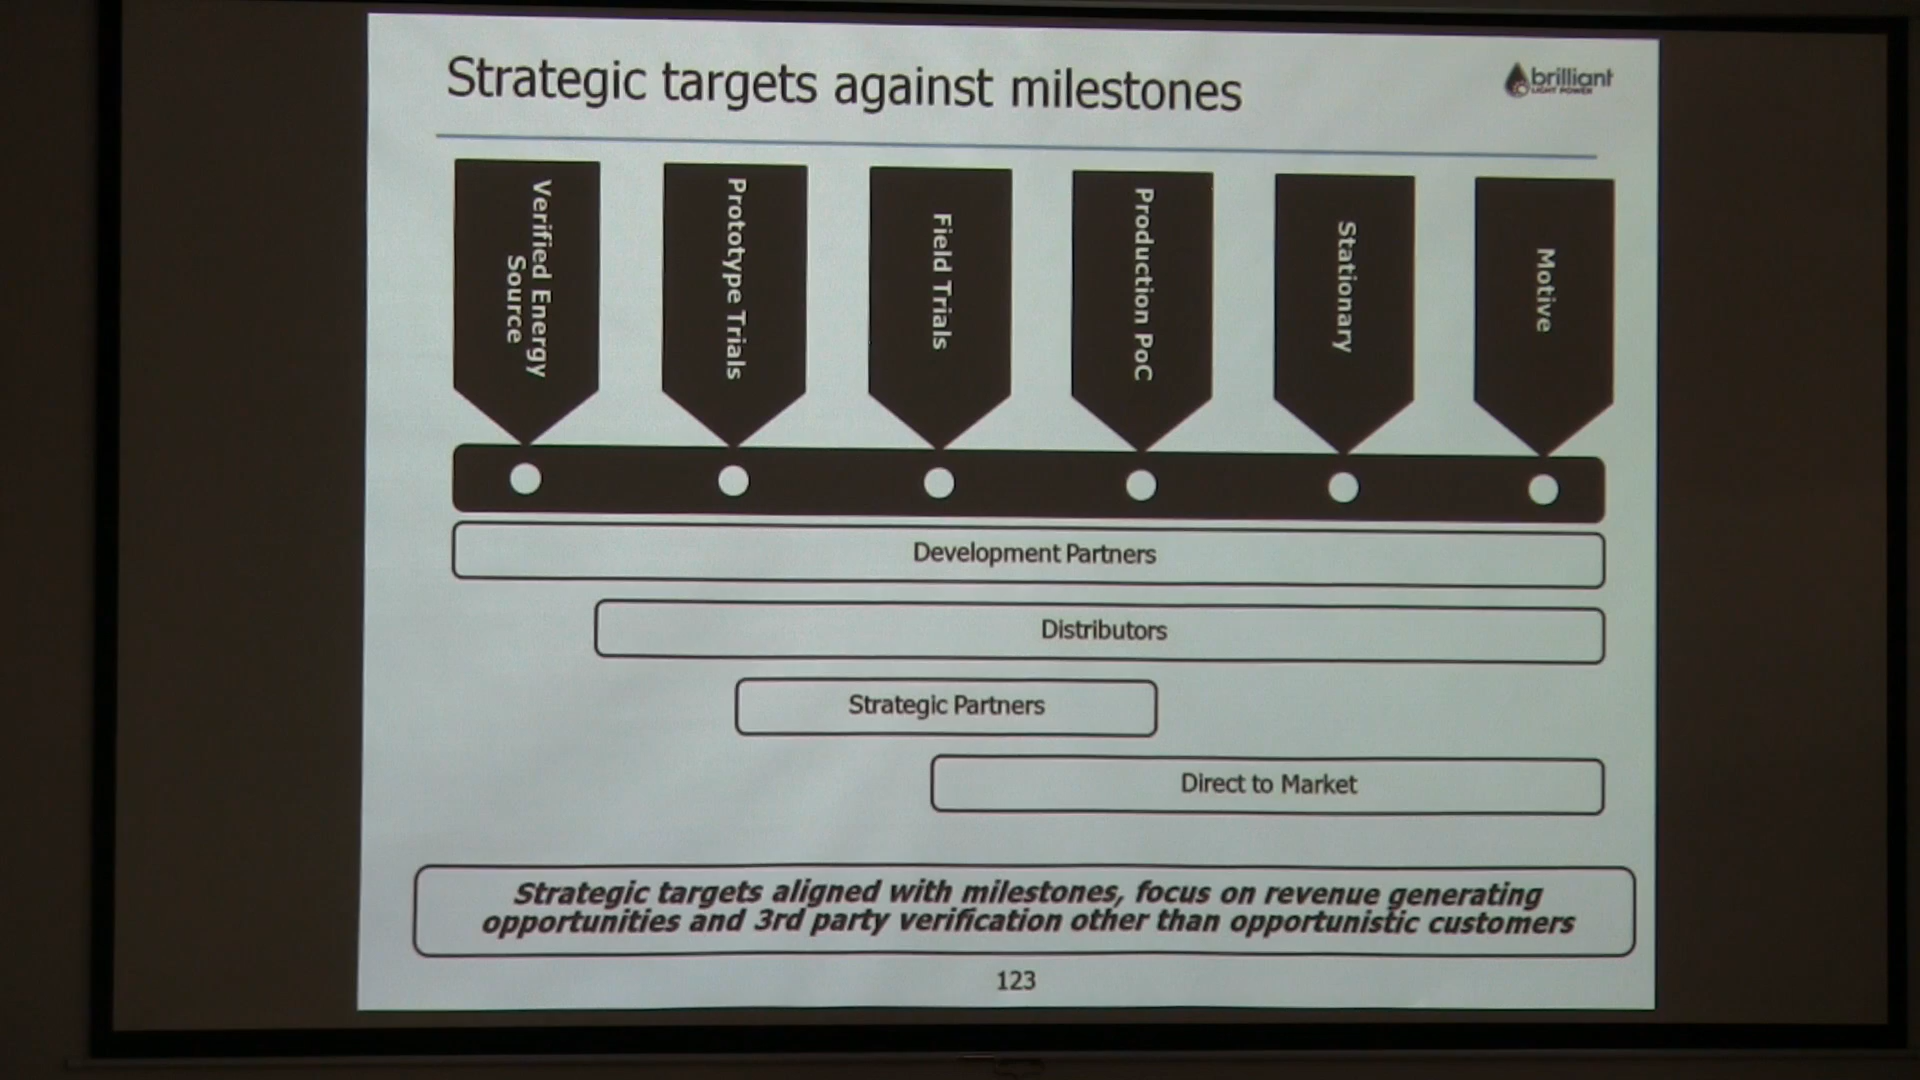 Strategic targets against milestones
brilliant
LIGHT POWER
Verified Energy
Source
Prototype Trials
Field Trials
Production PoC
Stationary
Motive
Development Partners
Distributors
Strategic Partners
Direct to Market
Strategic targets aligned with milestones, focus on revenue generating
opportunities and 3rd party verification other than opportunistic customers
123